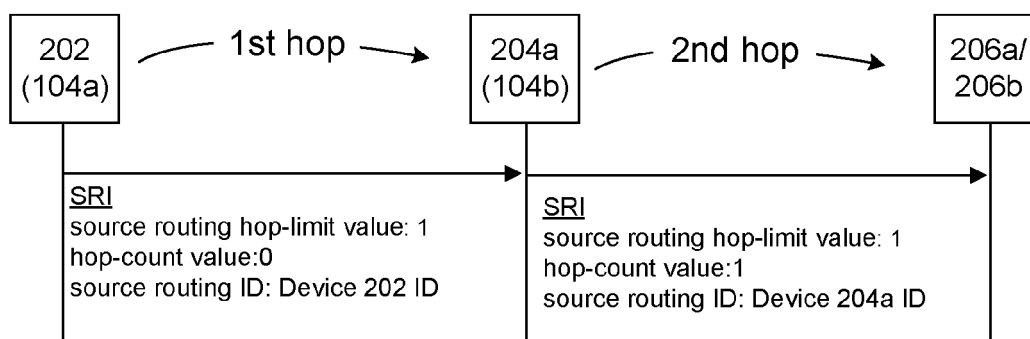 202
(104a)
1st hop
204a
(104b)
2nd hop
206a/
206b
SRI
source routing hop-limit value: 1
hop-count value:0
source routing ID: Device 202 ID
SRI
source routing hop-limit value: 1
hop-count value:1
source routing ID: Device 204a ID